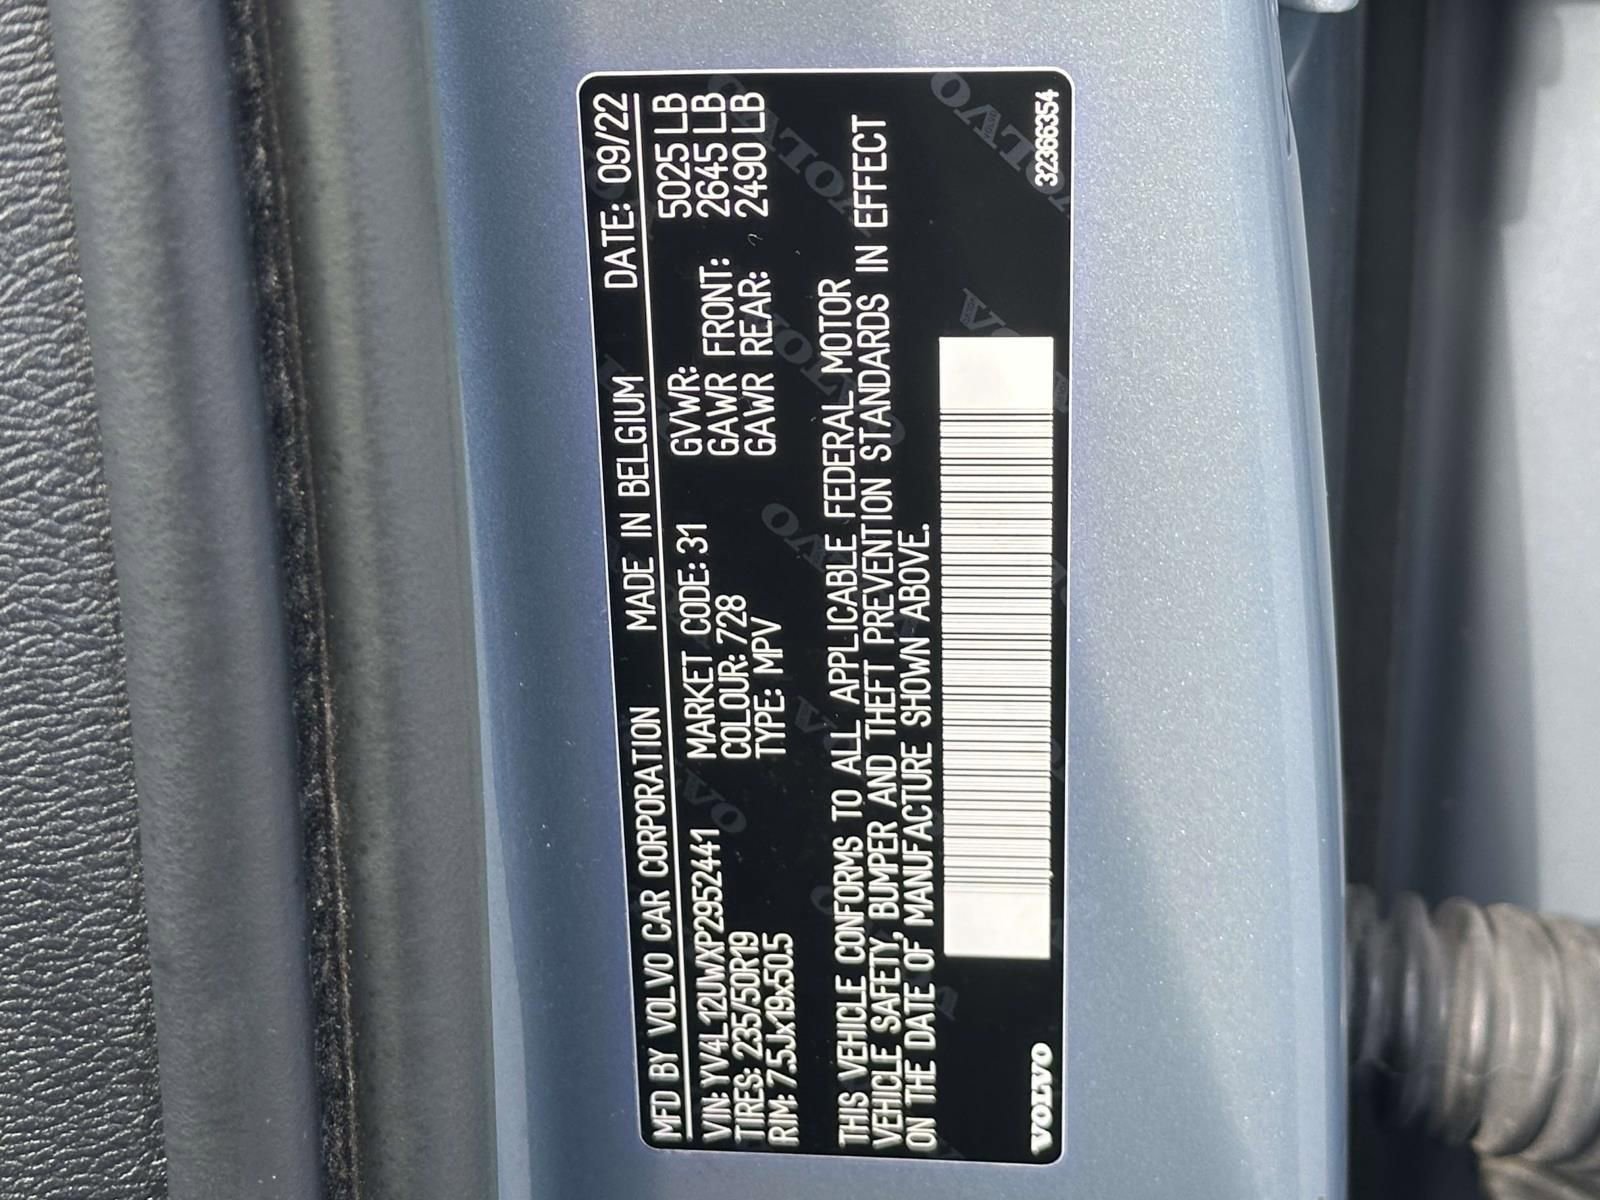 MFD BY VOLVO CAR CORPORATION MADE IN BELGIUM DATE: 09/22
VIN: YV4L12UWXP2952441 MARKET CODE: 31 GVWR: 5025 LB
TIRES: 235/50R19 COLOUR: 728 GAWR FRONT: 2645 LB
RIM: 7.5Jx19x50.5 TYPE: MPV GAWR REAR: 2490 LB
THIS VEHICLE CONFORMS TO ALL APPLICABLE FEDERAL MOTOR
VEHICLE SAFETY, BUMPER AND THEFT PREVENTION STANDARDS IN EFFECT
ON THE DATE OF MANUFACTURE SHOWN ABOVE.
VOLVO 32366354